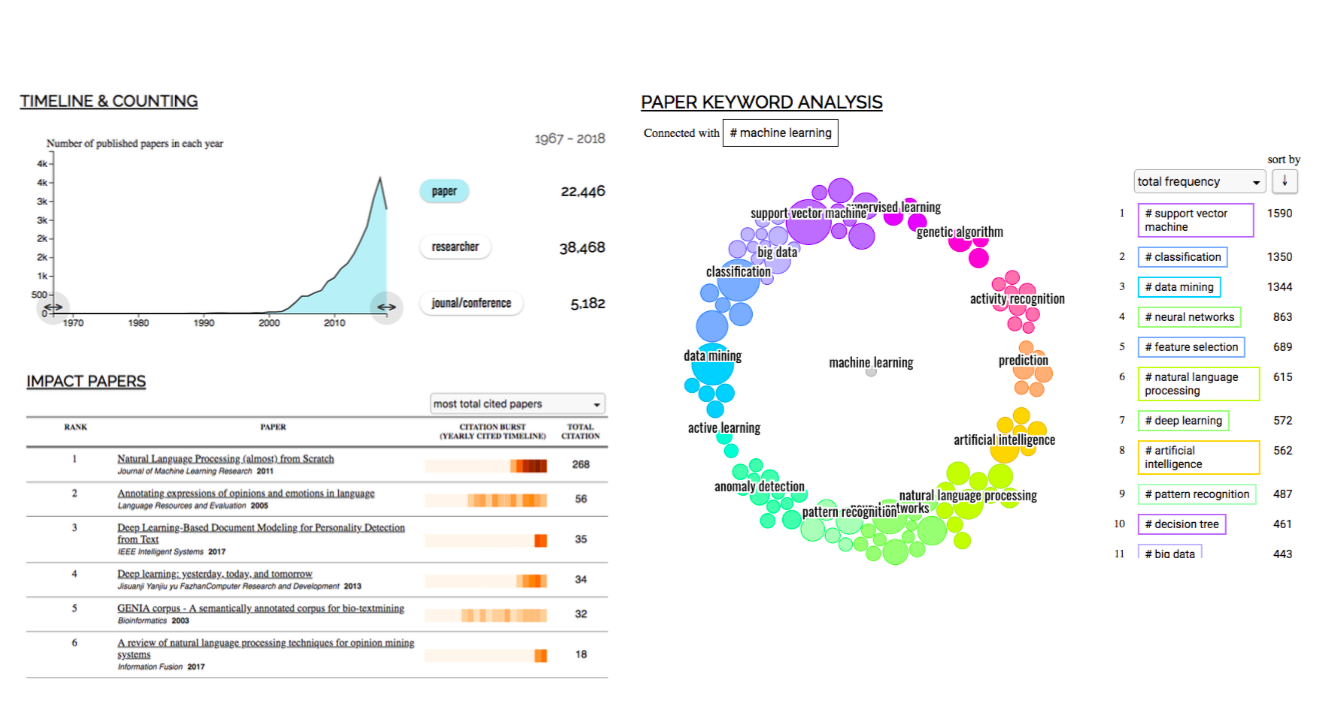 TIMELINE & COUNTING
Number of published papers in each year
1967 - 2018
4k
4k
3k
3k
2k
2k
1k
1k
500
0
1970
1980
1990
2000
2010
paper
22,446
researcher
38,468
jounal/conference
5,182
IMPACT PAPERS
most total cited papers
RANK
PAPER
CITATION BURST
(YEARLY CITED TIMELINE)
TOTAL
CITATION
1
Natural Language Processing (almost) from Scratch
Journal of Machine Learning Research 2011
268
2
Annotating expressions of opinions and emotions in language
Language Resources and Evaluation 2005
56
3
Deep Learning-Based Document Modeling for Personality Detection
from Text
IEEE Intelligent Systems 2017
35
4
Deep learning: yesterday, today, and tomorrow
Jisuanji Yanjiu yu FazhanComputer Research and Development 2013
34
5
GENIA corpus - A semantically annotated corpus for bio-textmining
Bioinformatics 2003
32
6
A review of natural language processing techniques for opinion mining
systems
Information Fusion 2017
18
PAPER KEYWORD ANALYSIS
Connected with # machine learning
support vector machine
supervised learning
genetic algorithm
big data
classification
activity recognition
data mining
machine learning
prediction
active learning
artificial intelligence
anomaly detection
natural language processing
pattern recognition
neural networks
sort by
total frequency
↓
1 # support vector
machine
1590
2 # classification 1350
3 # data mining 1344
4 # neural networks 863
5 # feature selection 689
6 # natural language
processing
615
7 # deep learning 572
8 # artificial
intelligence
562
9 # pattern recognition 487
10 # decision tree 461
11 # big data 443